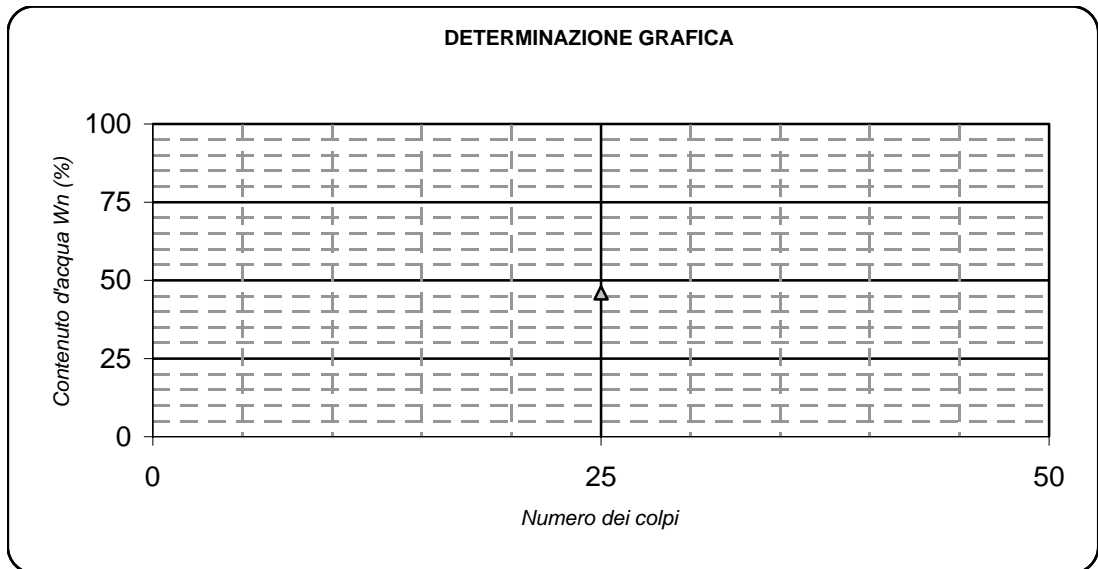 DETERMINAZIONE GRAFICA
Contenuto d'acqua Wn (%)
100
75
50
25
0
0 25 50
Numero dei colpi